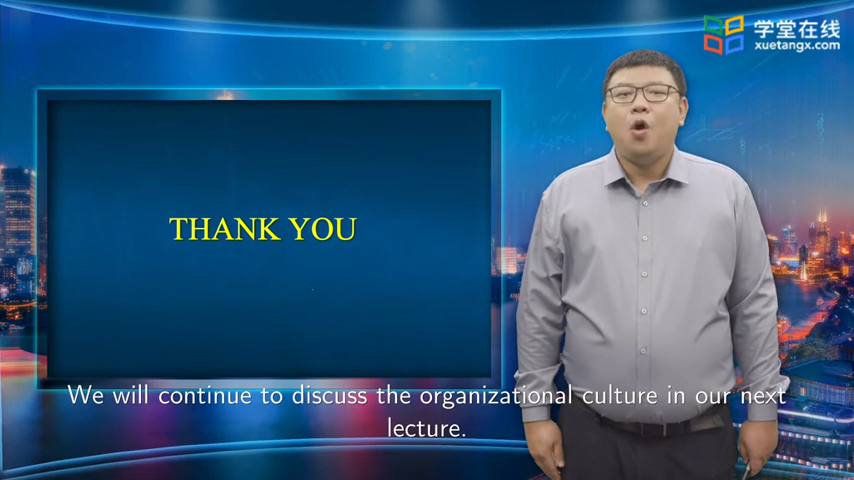 学堂在线
xuetangx.com
THANK YOU
We will continue to discuss the organizational culture in our next
lecture.